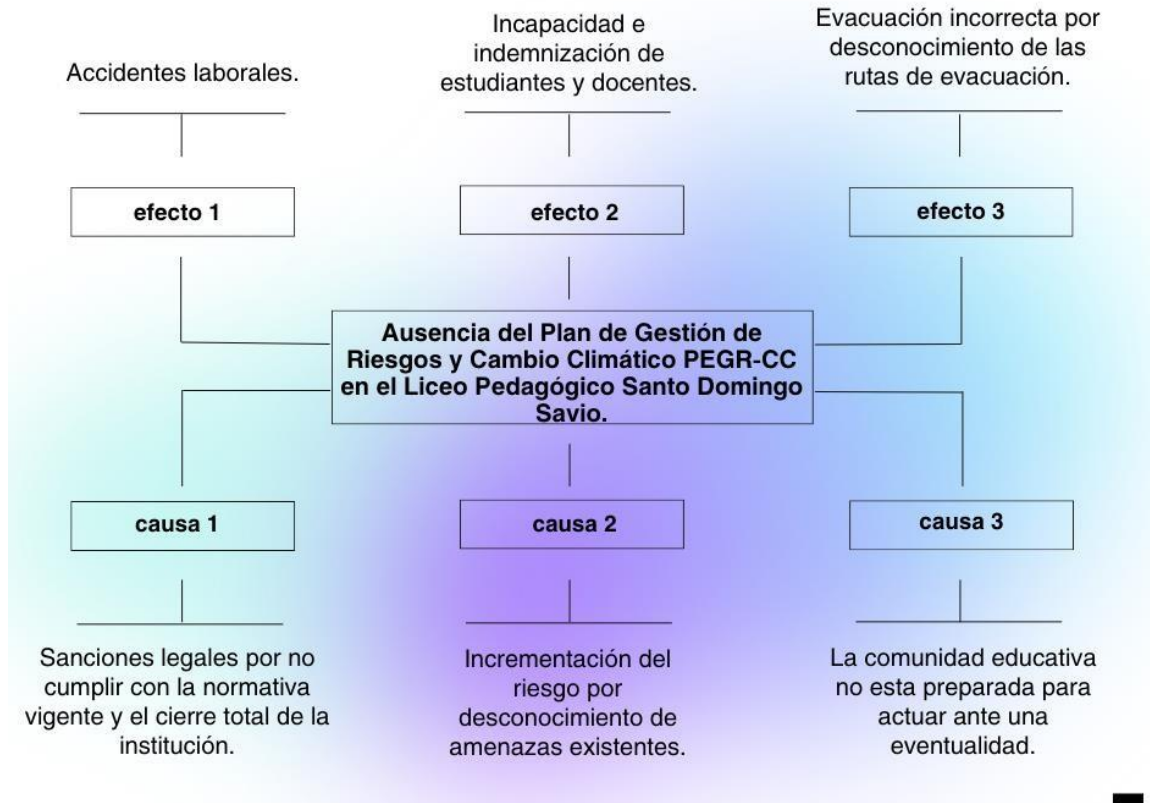 Accidentes laborales.
Incapacidad e
indemnización de
estudiantes y docentes.
Evacuación incorrecta por
desconocimiento de las
rutas de evacuación.
efecto 1
efecto 2
efecto 3
Ausencia del Plan de Gestión de
Riesgos y Cambio Climático PEGR-CC
en el Liceo Pedagógico Santo Domingo
Savio.
causa 1
causa 2
causa 3
Sanciones legales por no
cumplir con la normativa
vigente y el cierre total de la
institución.
Incrementación del
riesgo por
desconocimiento de
amenazas existentes.
La comunidad educativa
no esta preparada para
actuar ante una
eventualidad.